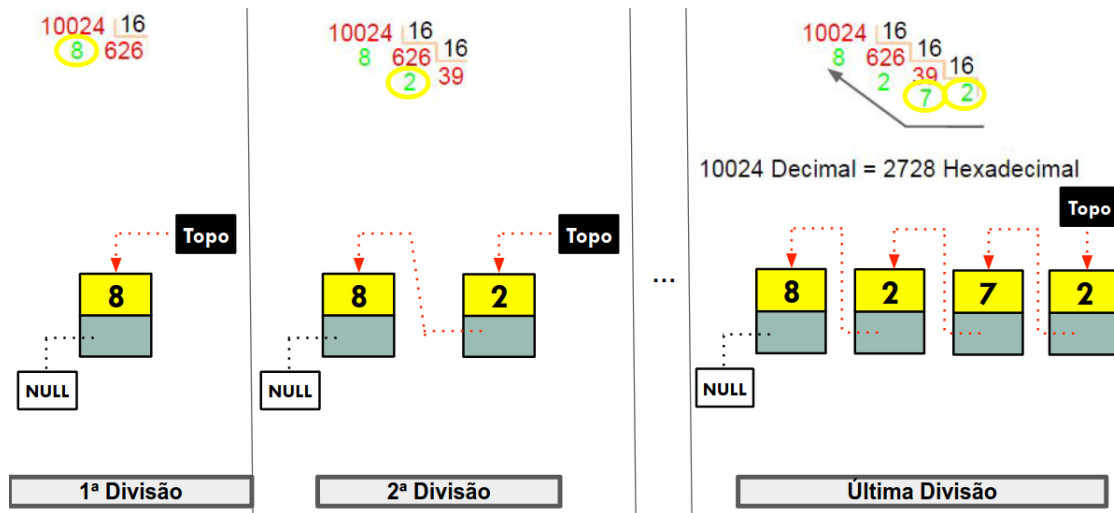 10024 16
8 626
Topo
8
NULL
1ª Divisão
10024 16
8 626 16
2 39
Topo
8 2
NULL
2ª Divisão
...
10024 16
8 626 16
2 39 16
7 2
10024 Decimal = 2728 Hexadecimal
Topo
8 2 7 2
NULL
Última Divisão